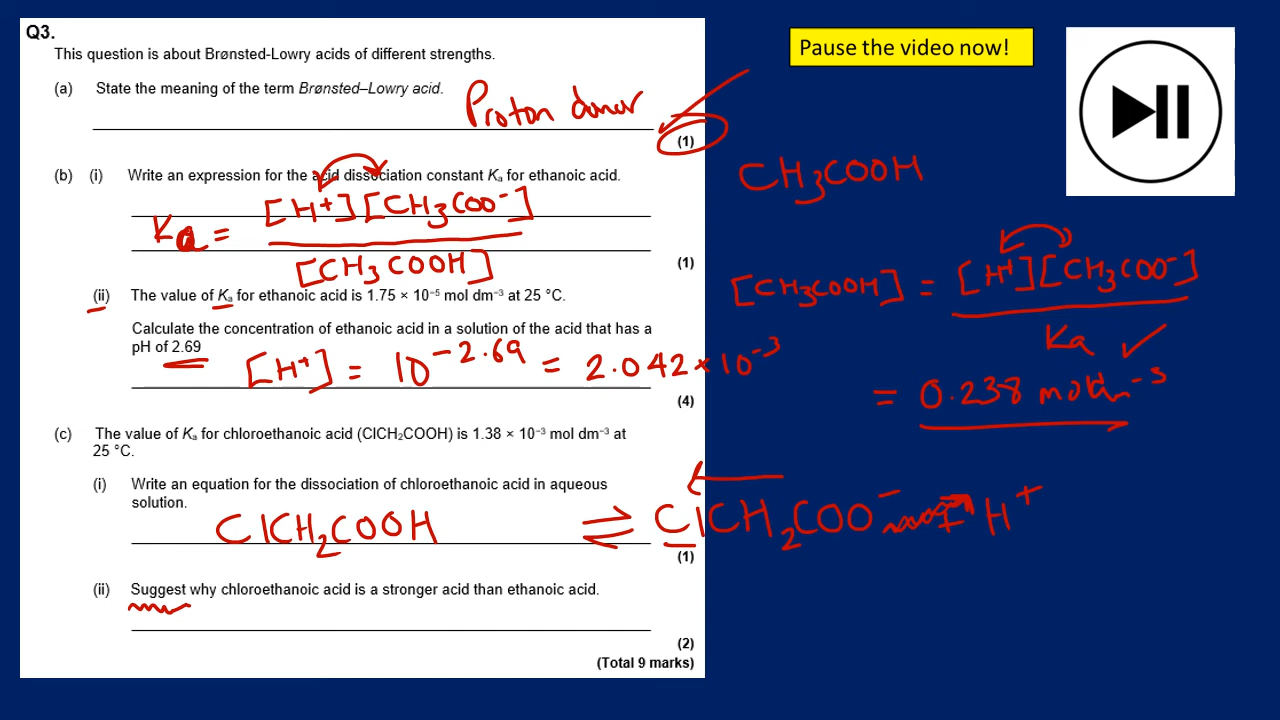 Q3.
Pause the video now!
This question is about Brønsted-Lowry acids of different strengths.
(a) State the meaning of the term Brønsted–Lowry acid.
Proton donor
(1)
CH3COOH
(b) (i) Write an expression for the acid dissociation constant Ka for ethanoic acid.
Ka = [H+][CH3COO-]
[CH3COOH]
(1)
[CH3COOH] = [H+][CH3COO-]
Ka
(ii) The value of Ka for ethanoic acid is 1.75 × 10–5 mol dm–3 at 25 °C.
Calculate the concentration of ethanoic acid in a solution of the acid that has a
pH of 2.69
[H+] = 10-2.69 = 2.042 × 10-3
= 0.238 moldm-3
(4)
(c) The value of Ka for chloroethanoic acid (ClCH2COOH) is 1.38 × 10–3 mol dm–3 at
25 °C.
(i) Write an equation for the dissociation of chloroethanoic acid in aqueous
solution.
ClCH2COOH ⇌ ClCH2COO- + H+
(1)
(ii) Suggest why chloroethanoic acid is a stronger acid than ethanoic acid.
(2)
(Total 9 marks)